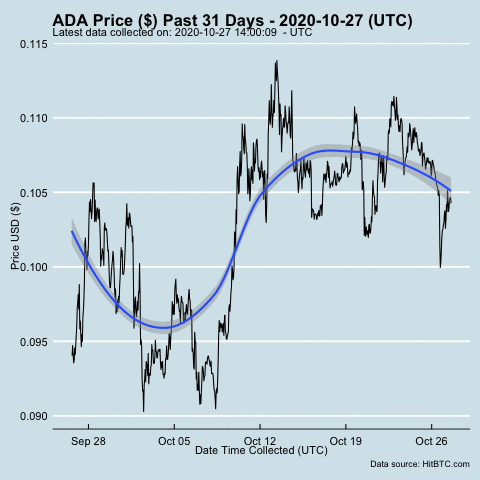 ADA Price ($) Past 31 Days - 2020-10-27 (UTC)
Latest data collected on: 2020-10-27 14:00:09 - UTC
0.115
0.110
0.105
0.100
0.095
0.090
Price USD ($)
Sep 28 Oct 05 Oct 12 Oct 19 Oct 26
Date Time Collected (UTC)
Data source: HitBTC.com